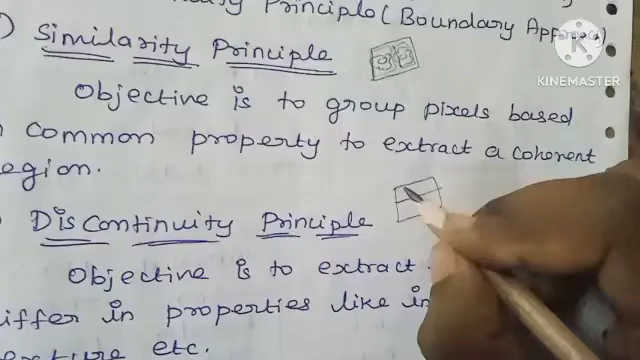 Principle (Boundary Approach)
Similarity Principle
KINEMASTER
Objective is to group pixels based
common property to extract a coherent
egion.
DisContinuity Principle
Objective is to extract
iffer in properties like in
etc.